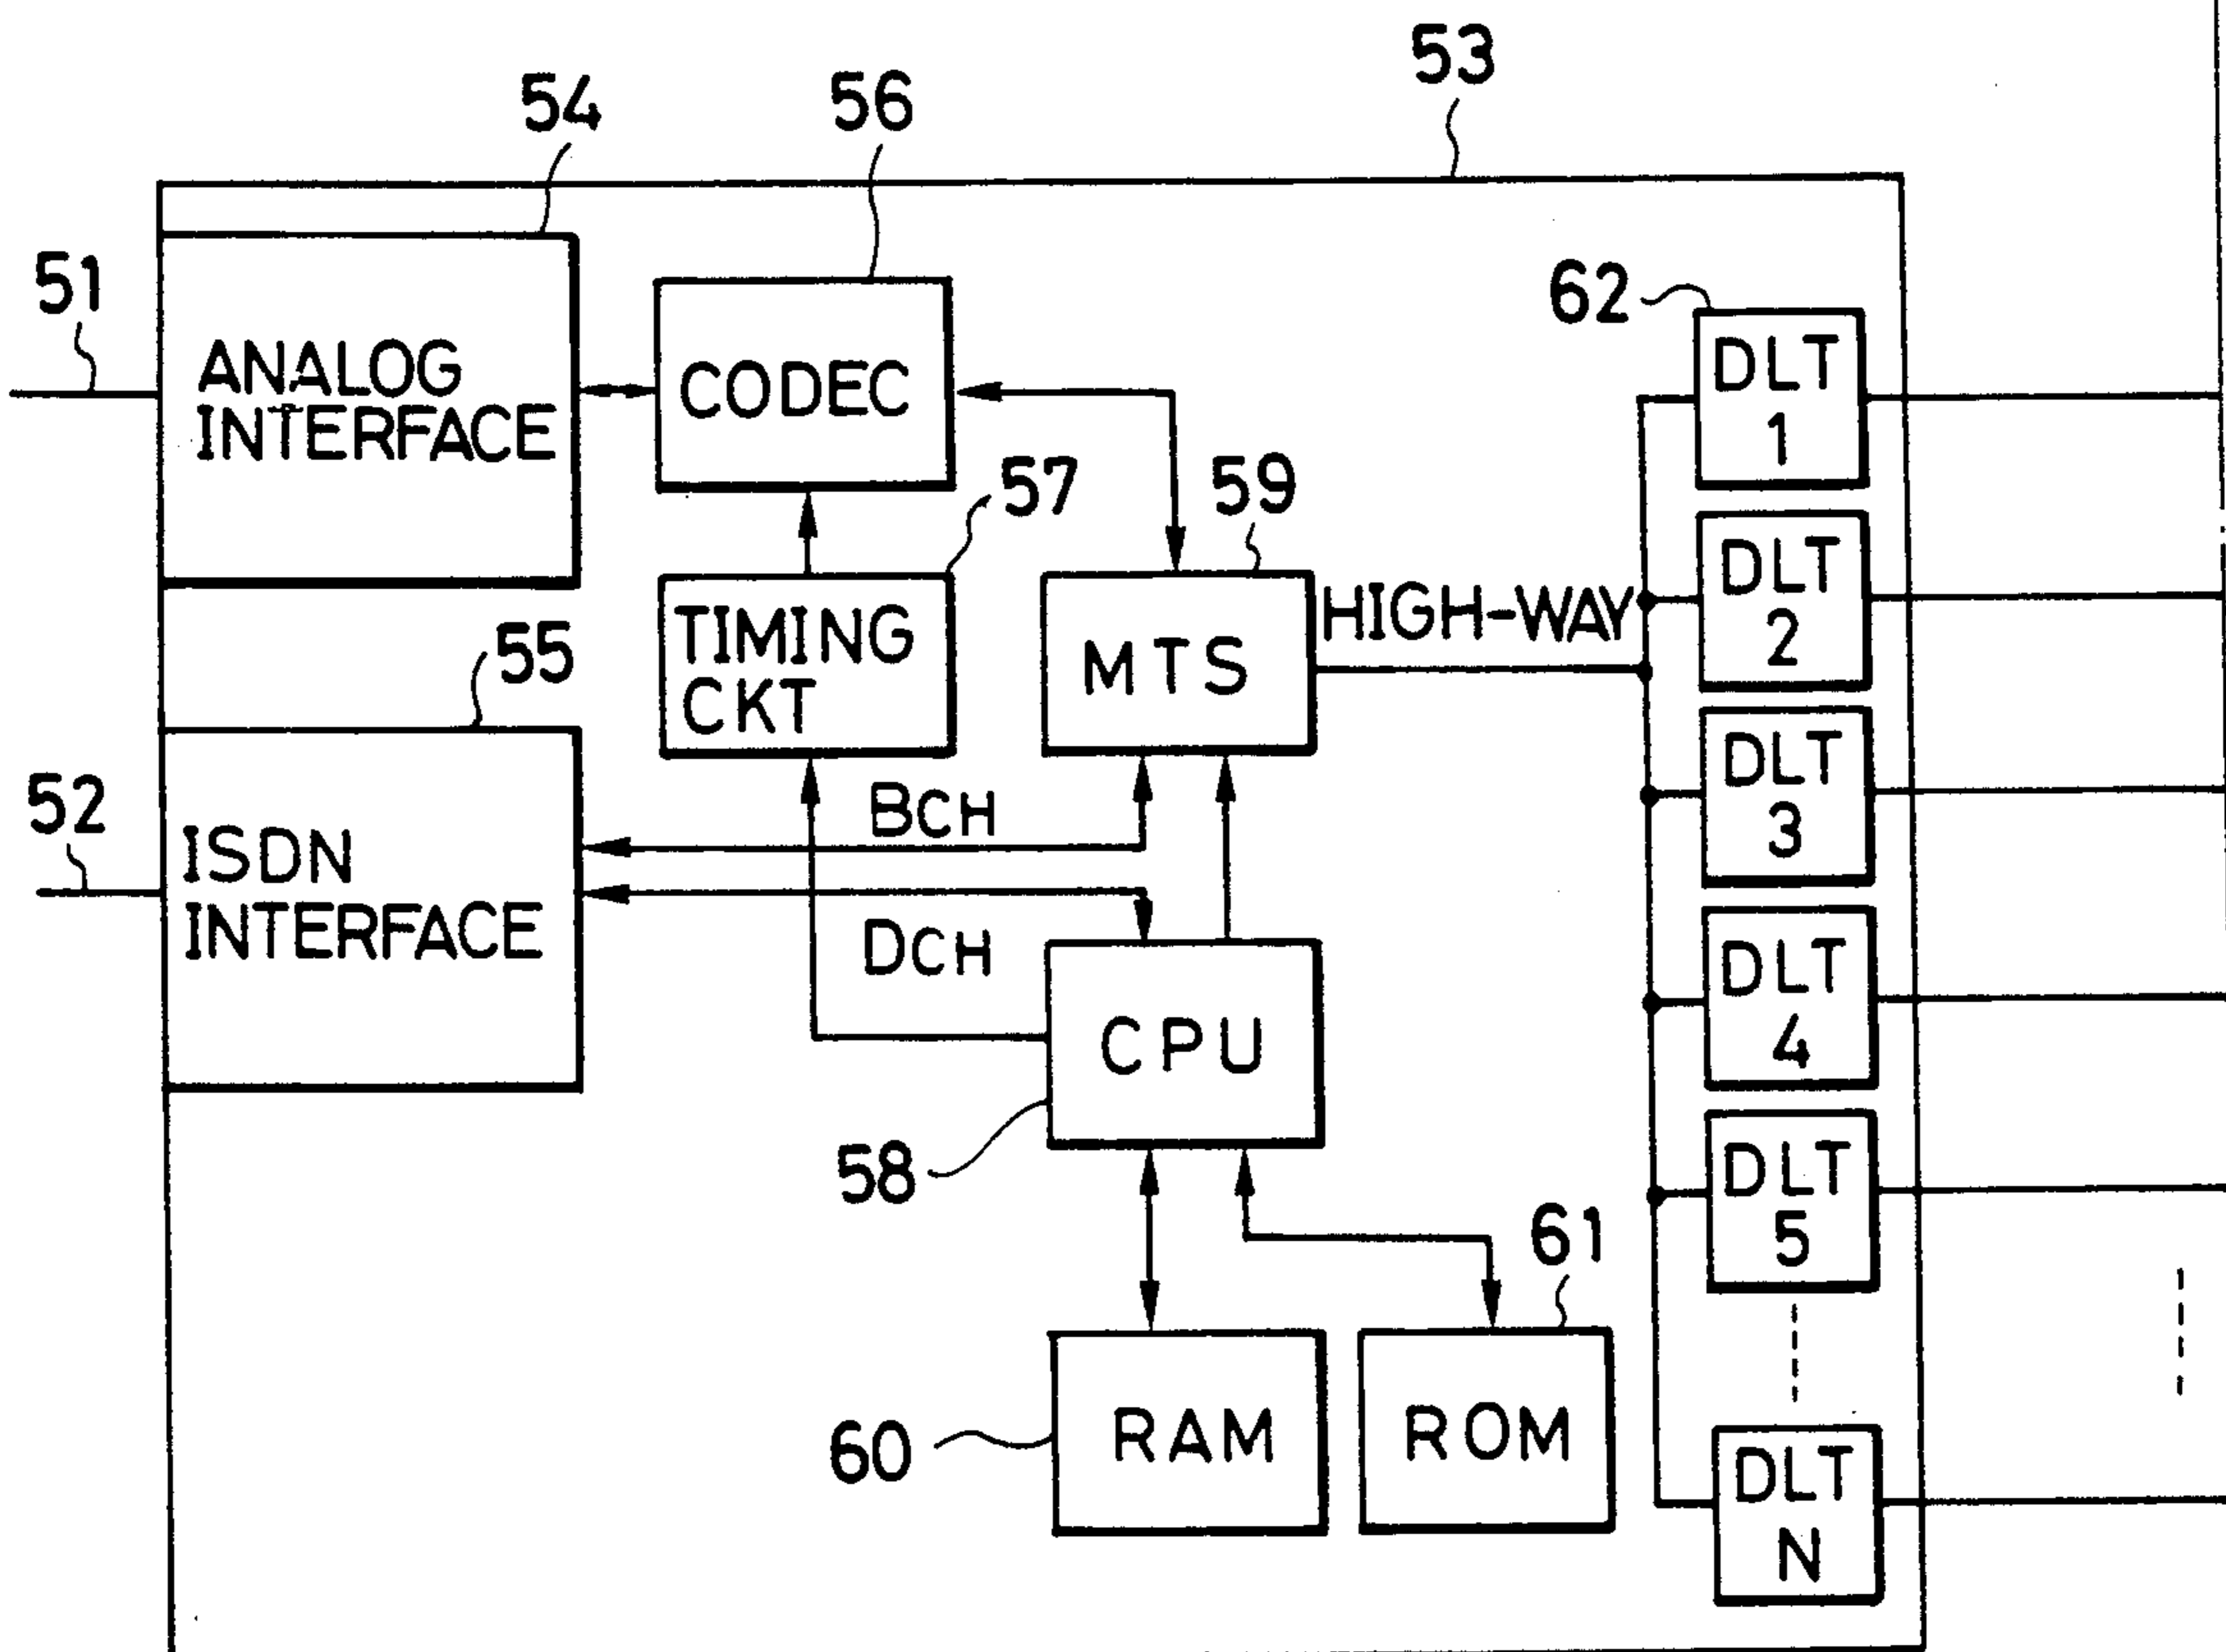 53
54
56
51
ANALOG
INTERFACE
CODEC
62
DLT
1
57
59
TIMING
CKT
MTS
HIGH-WAY
DLT
2
55
52
ISDN
INTERFACE
BCH
DCH
DLT
3
CPU
58
DLT
4
DLT
5
61
60
RAM
ROM
DLT
N